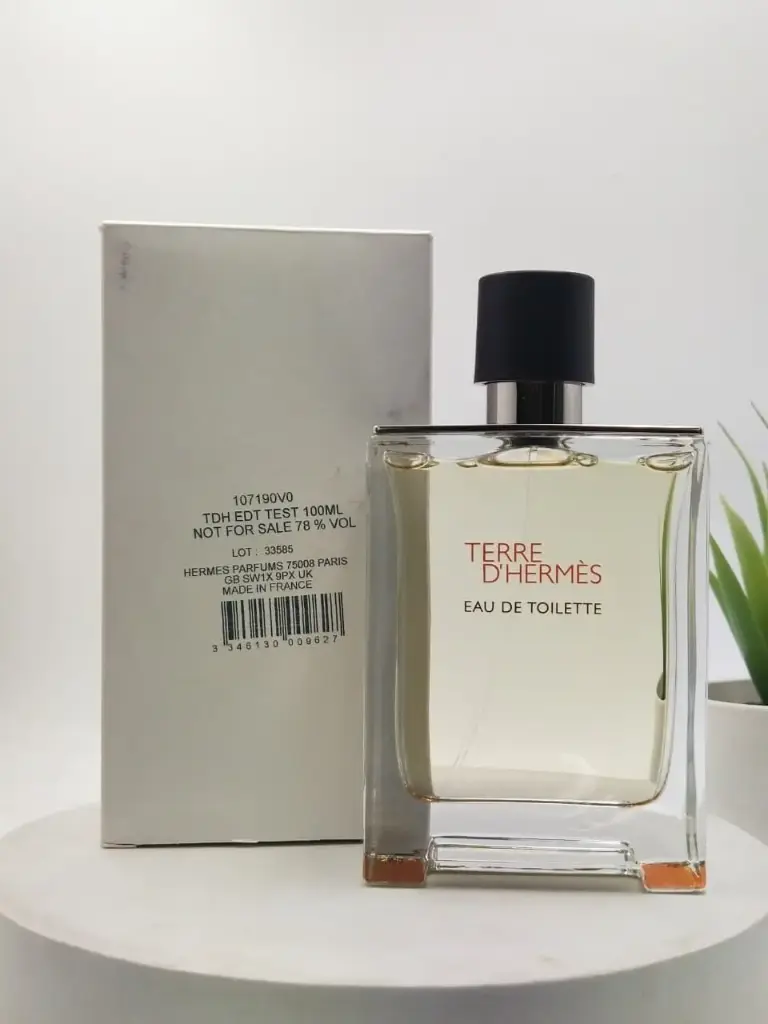 107190V0
TDH EDT TEST 100ML
NOT FOR SALE 78 % VOL
LOT : 33585
HERMES PARFUMS 75008 PARIS
GB SW1X 9PX UK
MADE IN FRANCE
3 346130 009627
TERRE
D'HERMÈS
EAU DE TOILETTE